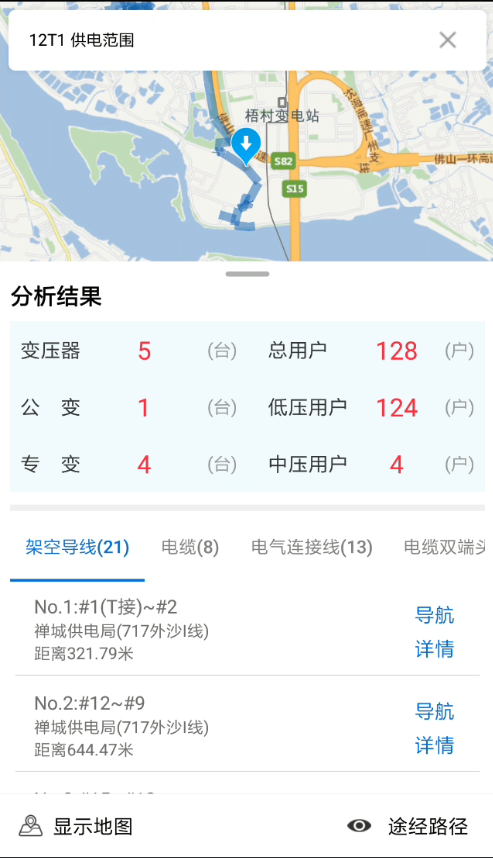 12T1 供电范围
梧村变电站
S82
S15
佛山一环高速
分析结果
变压器 5 (台) 总用户 128 (户)
公 变 1 (台) 低压用户 124 (户)
专 变 4 (台) 中压用户 4 (户)
架空导线(21) 电缆(8) 电气连接线(13) 电缆双端头
No.1:#1(T接)~#2
禅城供电局(717外沙I线)
距离321.79米
导航
详情
No.2:#12~#9
禅城供电局(717外沙I线)
距离644.47米
导航
详情
显示地图 途经路径